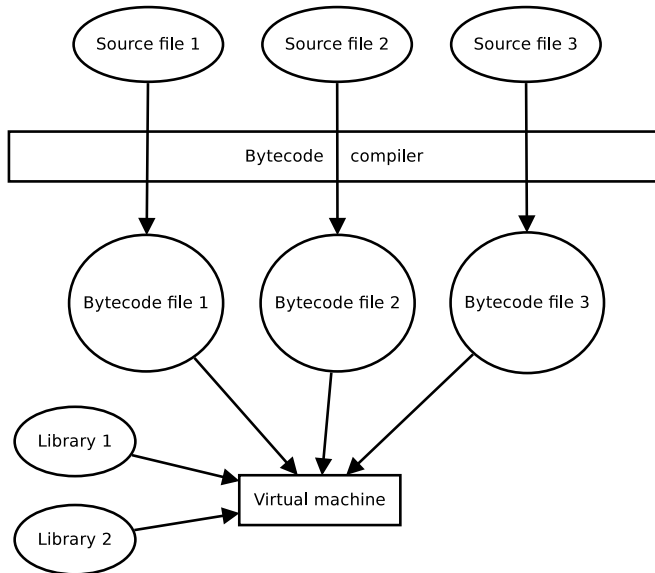 Source file 1
Source file 2
Source file 3
Bytecode compiler
Bytecode file 1
Bytecode file 2
Bytecode file 3
Library 1
Virtual machine
Library 2